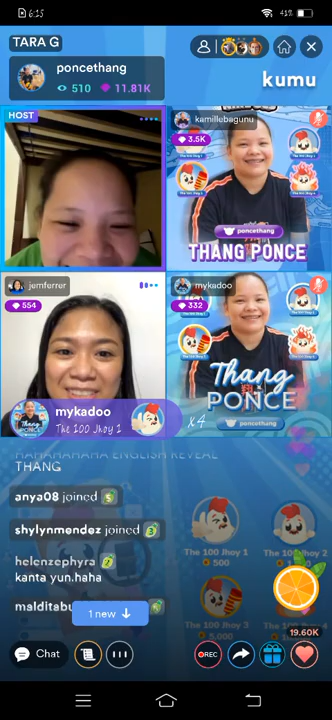 6:15
41%
TARA G
poncethang
510 11.81K
kumu
HOST
kamillebagunu
3.5K
poncethang
THANG PONCE
jemferrer
554
mykadoo
332
Thang
PONCE
poncethang
mykadoo
The 100 Jhoy 1
x4
HAHAHAHAHA ENGLISH REVEAL
THANG
anya08 joined 5
shylynmendez joined 3
helenzephyra
kanta yun.haha
1 new
The 100 Jhoy 1
500
The 100 Jhoy 2
The 100 Jhoy 3
5,000
The 100 Jhoy 4
19.60K
Chat
REC